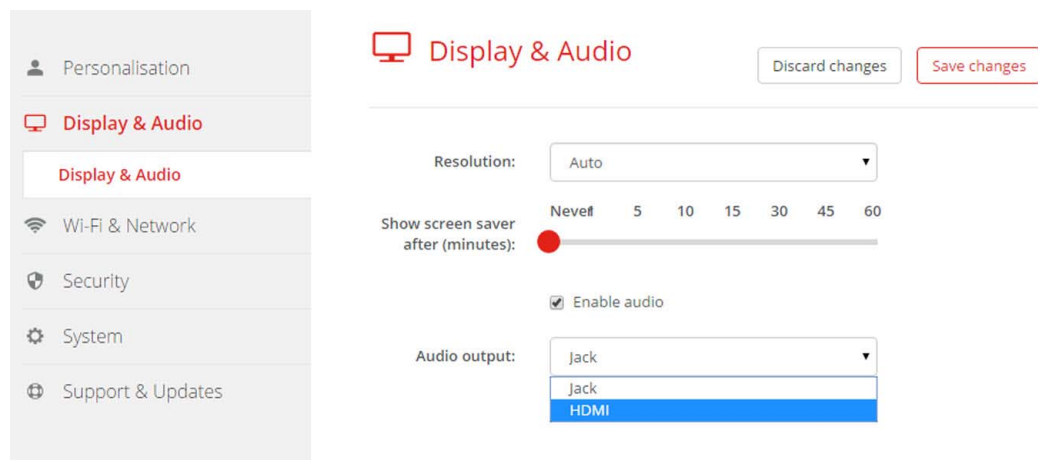 Personalisation
Display & Audio
Display & Audio
Wi-Fi & Network
Security
System
Support & Updates
Display & Audio
Discard changes
Save changes
Resolution:
Auto
Show screen saver
after (minutes):
Never 1 5 10 15 30 45 60
Enable audio
Audio output:
Jack
Jack
HDMI